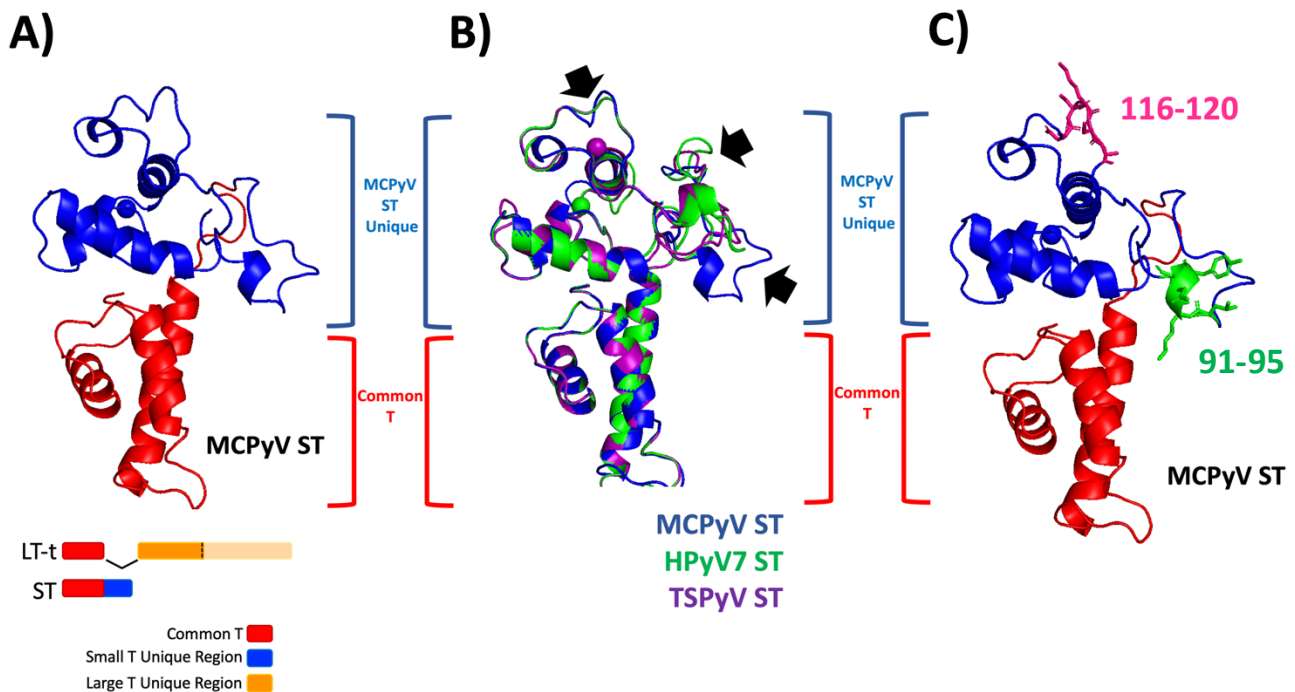 A)
B)
C)
MCPyV
ST
Unique
MCPyV
ST
Unique
116-120
91-95
Common
T
Common
T
MCPyV ST
MCPyV ST
MCPyV ST
HPyV7 ST
TSPyV ST
LT-t
ST
Common T
Small T Unique Region
Large T Unique Region